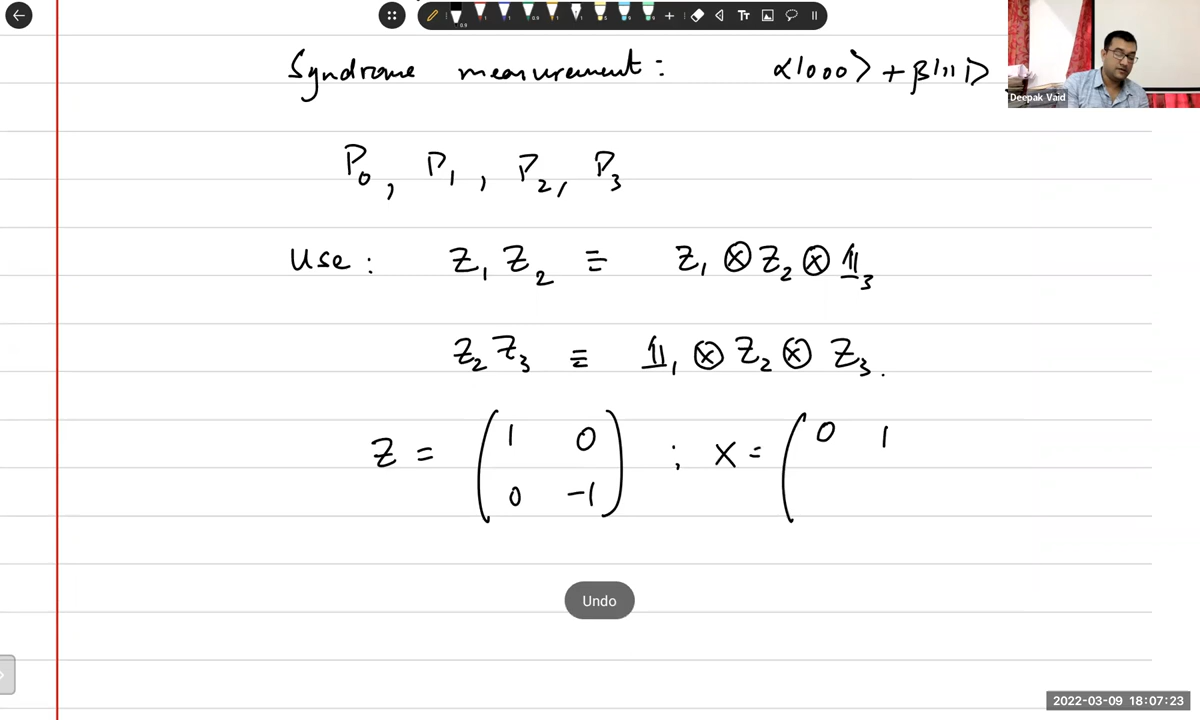 Syndrome measurement: α|000⟩ + β|111⟩
Deepak Vaid
P₀, P₁, P₂, P₃
Use: Z₁ Z₂ ≡ Z₁ ⊗ Z₂ ⊗ 𝟙₃
Z₂ Z₃ ≡ 𝟙₁ ⊗ Z₂ ⊗ Z₃.
Z = ( 1 0 ) ; X = ( 0 1
0 -1
Undo
2022-03-09 18:07:23